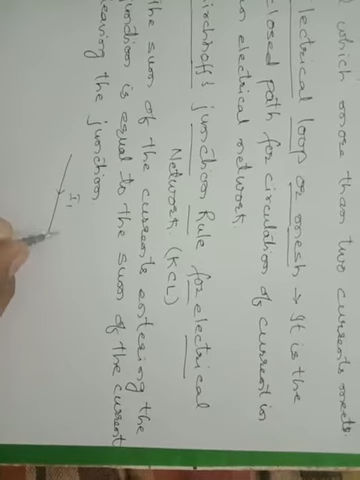 which more than two currents meets.
Electrical loop or mesh → It is the
closed path for circulation of current in
an electrical network.
Kirchhoff's junction Rule for electrical
Network (KCL)
The sum of the currents entering the
junction is equal to the sum of the current
leaving the junction
I₁